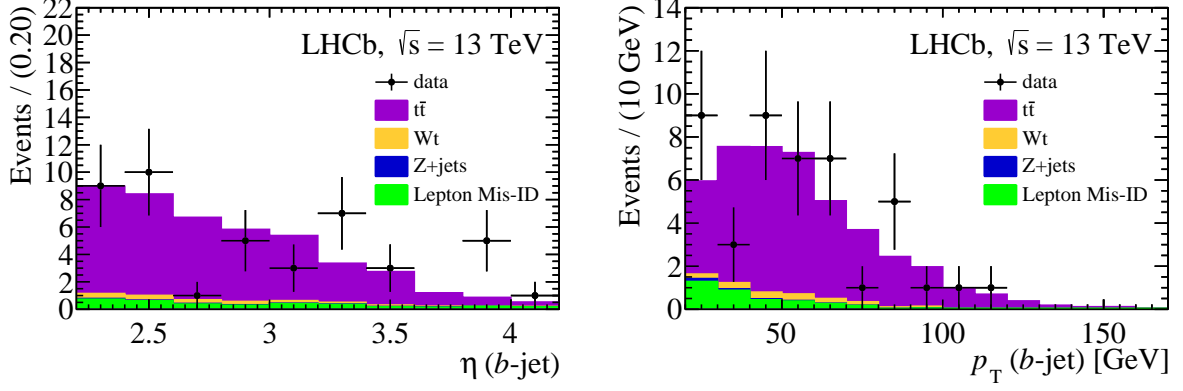 Events / (0.20)
22
20
18
16
14
12
10
8
6
4
2
0
LHCb, √s = 13 TeV
data
tt̄
Wt
Z+jets
Lepton Mis-ID
2.5 3 3.5 4
η (b-jet)
Events / (10 GeV)
14
12
10
8
6
4
2
0
LHCb, √s = 13 TeV
data
tt̄
Wt
Z+jets
Lepton Mis-ID
50 100 150
p_T (b-jet) [GeV]